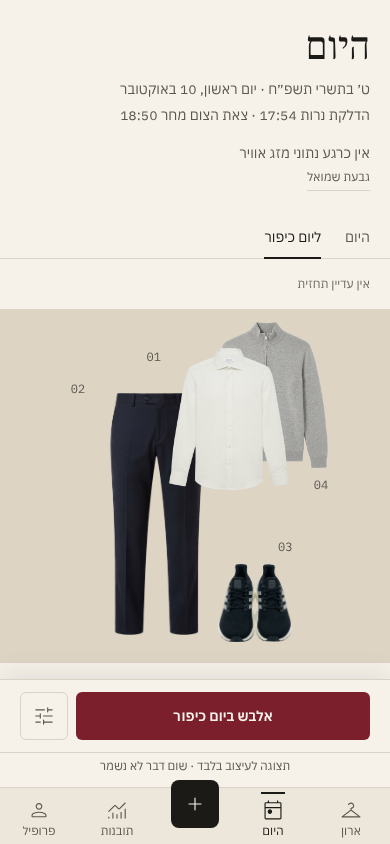 היום
ט׳ בתשרי תשפ״ח · יום ראשון, 10 באוקטובר
הדלקת נרות 17:54 · צאת הצום מחר 18:50
אין כרגע נתוני מזג אוויר
גבעת שמואל
היום
ליום כיפור
אין עדיין תחזית
01
02
04
03
אלבש ביום כיפור
תצוגה לעיצוב בלבד · שום דבר לא נשמר
ארון
היום
תובנות
פרופיל